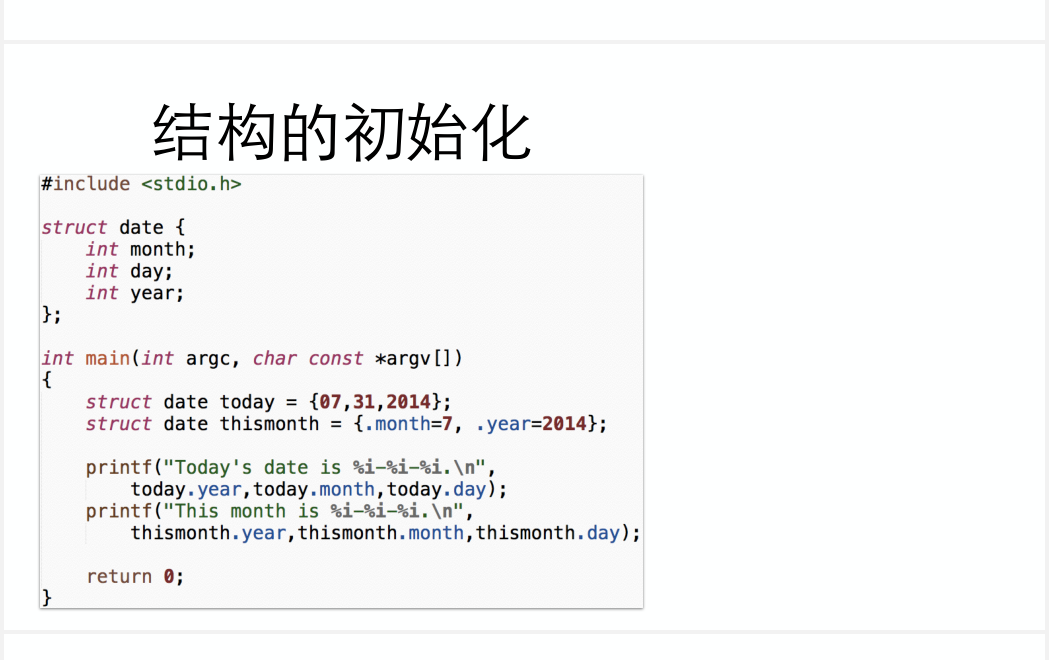 结构的初始化
#include <stdio.h>
struct date {
    int month;
    int day;
    int year;
};
int main(int argc, char const *argv[])
{
    struct date today = {07,31,2014};
    struct date thismonth = {.month=7, .year=2014};
    printf("Today's date is %i-%i-%i.\n",
        today.year,today.month,today.day);
    printf("This month is %i-%i-%i.\n",
        thismonth.year,thismonth.month,thismonth.day);
    return 0;
}